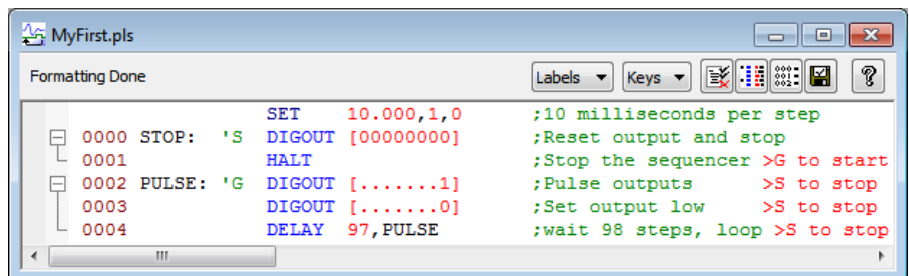 MyFirst.pls
Formatting Done Labels Keys
SET 10.000,1,0 ;10 milliseconds per step
0000 STOP: 'S DIGOUT [00000000] ;Reset output and stop
0001 HALT ;Stop the sequencer >G to start
0002 PULSE: 'G DIGOUT [.......1] ;Pulse outputs >S to stop
0003 DIGOUT [.......0] ;Set output low >S to stop
0004 DELAY 97,PULSE ;wait 98 steps, loop >S to stop